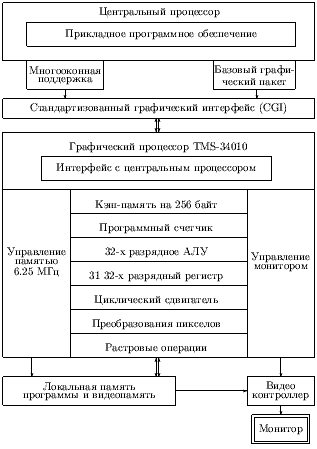 Центральный процессор
Прикладное программное обеспечение
Многооконная
поддержка
Базовый графи-
ческий пакет
Стандартизованный графический интерфейс (CGI)
Графический процессор TMS-34010
Интерфейс с центральным процессором
Управление
памятью
6.25 МГц
Кэш-память на 256 байт
Программный счетчик
32-х разрядное АЛУ
31 32-х разрядный регистр
Циклический сдвигатель
Преобразования пикселов
Растровые операции
Управление
монитором
Локальная память
программы и видеопамять
Видео
контроллер
Монитор